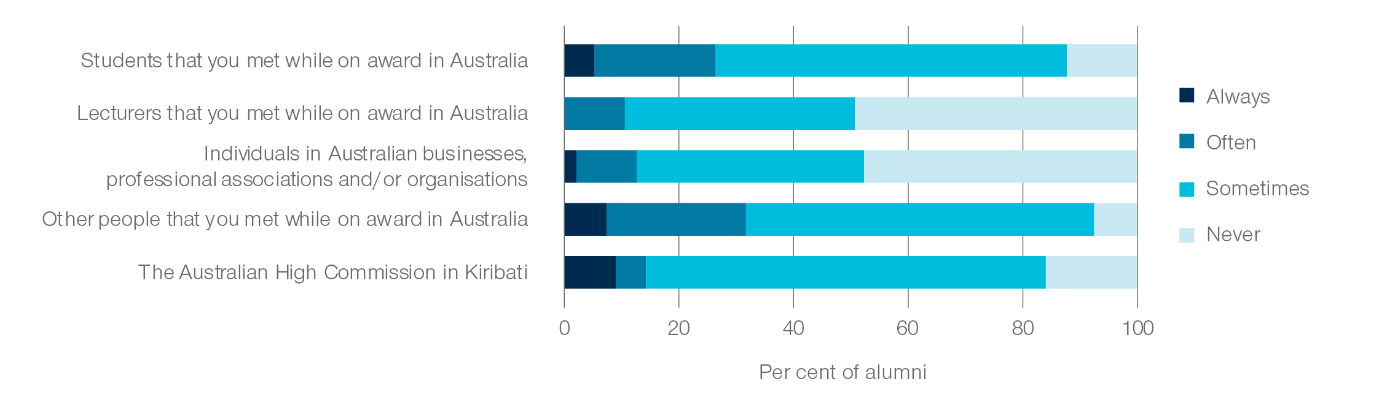 Students that you met while on award in Australia
Lecturers that you met while on award in Australia
Individuals in Australian businesses,
professional associations and/or organisations
Other people that you met while on award in Australia
The Australian High Commission in Kiribati
0 20 40 60 80 100
Per cent of alumni
Always
Often
Sometimes
Never